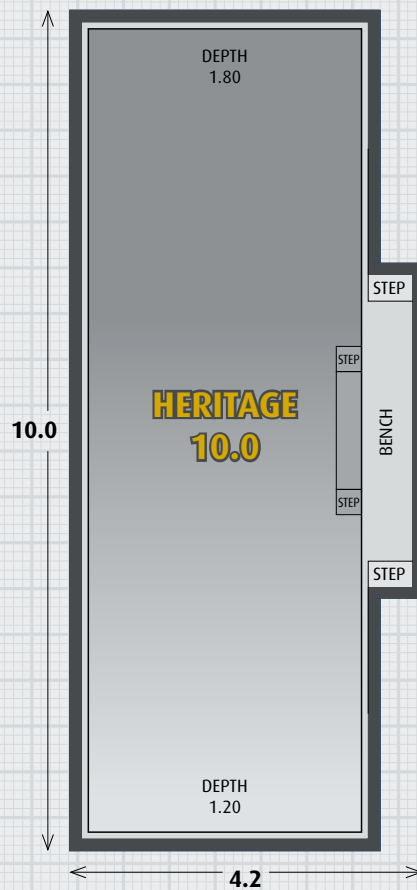 DEPTH
1.80
STEP
STEP
HERITAGE
10.0
10.0
BENCH
STEP
STEP
DEPTH
1.20
4.2